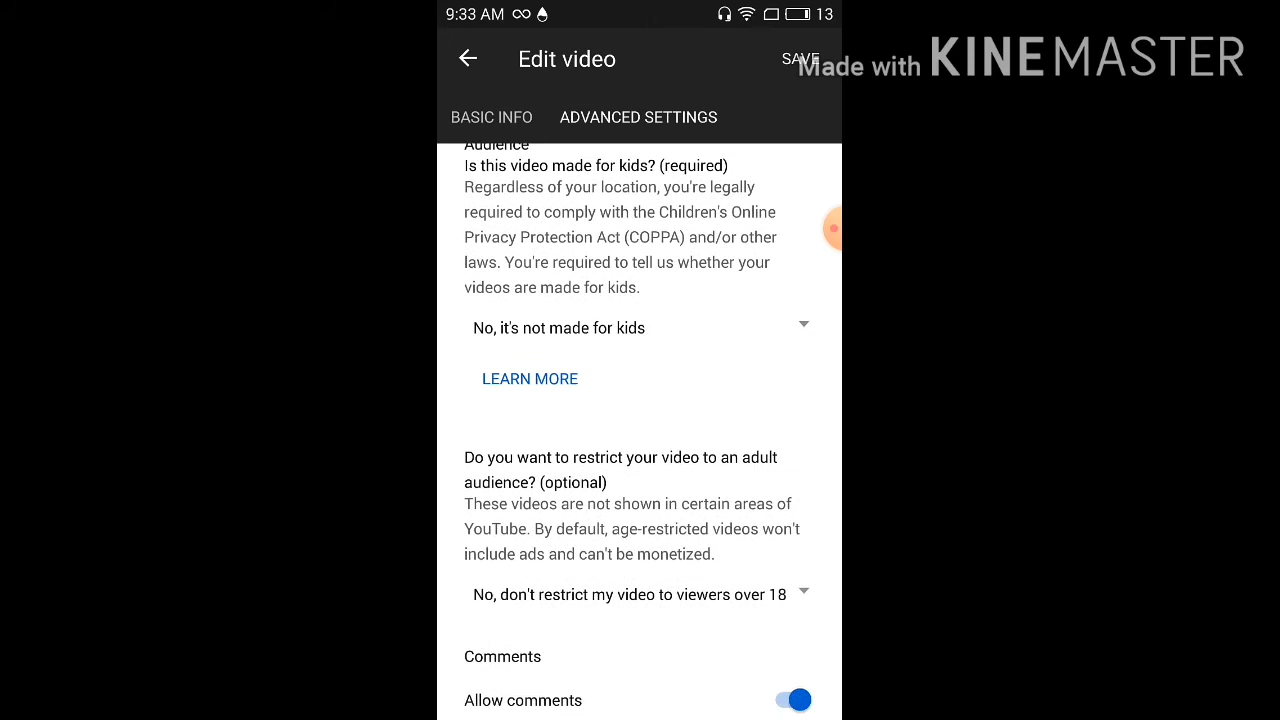 9:33 AM 13
Edit video
SAVE
Made with KINEMASTER
BASIC INFO ADVANCED SETTINGS
Audience
Is this video made for kids? (required)
Regardless of your location, you're legally
required to comply with the Children's Online
Privacy Protection Act (COPPA) and/or other
laws. You're required to tell us whether your
videos are made for kids.
No, it's not made for kids
LEARN MORE
Do you want to restrict your video to an adult
audience? (optional)
These videos are not shown in certain areas of
YouTube. By default, age-restricted videos won't
include ads and can't be monetized.
No, don't restrict my video to viewers over 18
Comments
Allow comments